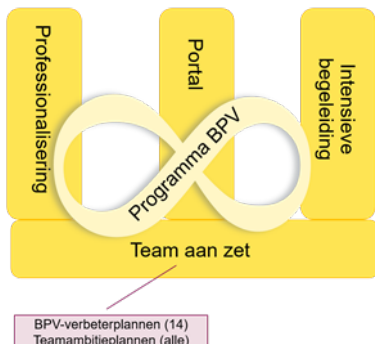 Professionalisering
Portal
Intensieve
begeleiding
Programma BPV
Team aan zet
BPV-verbeterplannen (14)
Teamambitieplannen (alle)